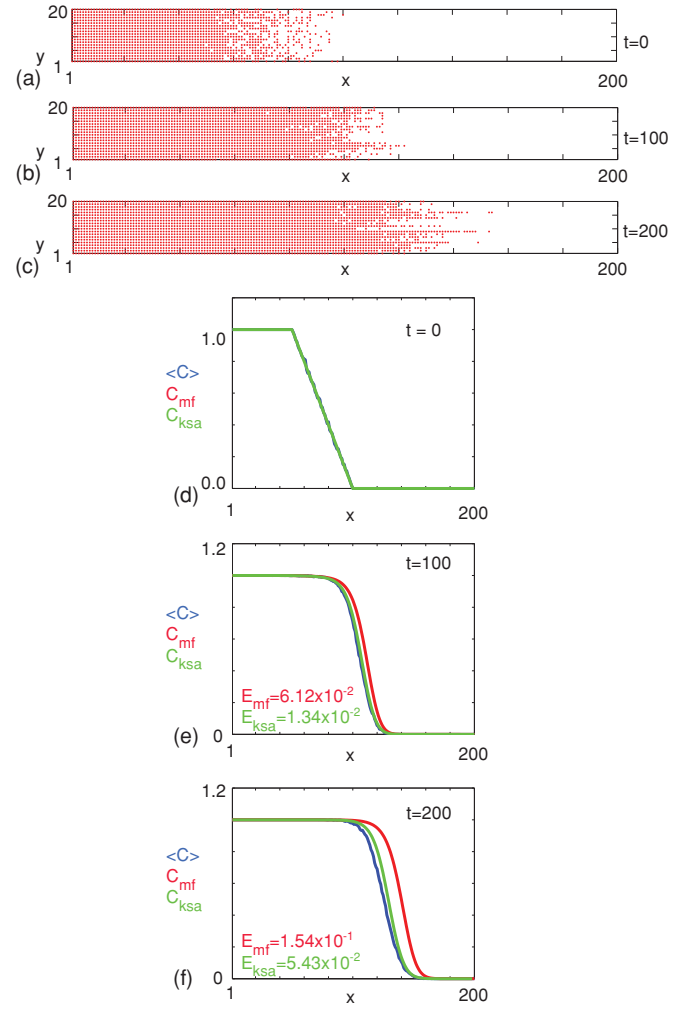 20
y
1
(a)
1
x
200
t=0
20
y
1
(b)
1
x
200
t=100
20
y
1
(c)
1
x
200
t=200
1.0
t = 0
<C>
C_mf
C_ksa
0.0
(d)
1
x
200
1.2
t=100
<C>
C_mf
C_ksa
E_mf=6.12x10^-2
E_ksa=1.34x10^-2
0
(e)
1
x
200
1.2
t=200
<C>
C_mf
C_ksa
E_mf=1.54x10^-1
E_ksa=5.43x10^-2
0
(f)
1
x
200